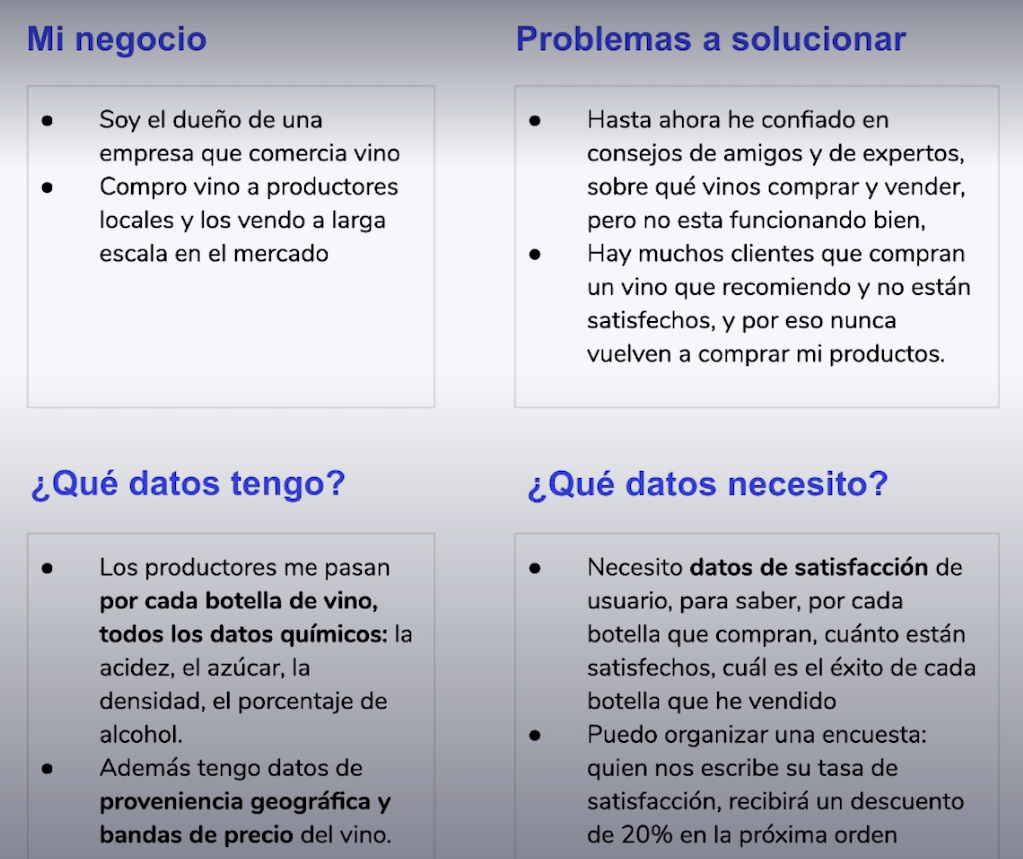 Mi negocio
● Soy el dueño de una
empresa que comercia vino
● Compro vino a productores
locales y los vendo a larga
escala en el mercado
Problemas a solucionar
● Hasta ahora he confiado en
consejos de amigos y de expertos,
sobre qué vinos comprar y vender,
pero no esta funcionando bien,
● Hay muchos clientes que compran
un vino que recomiendo y no están
satisfechos, y por eso nunca
vuelven a comprar mi productos.
¿Qué datos tengo?
● Los productores me pasan
por cada botella de vino,
todos los datos químicos: la
acidez, el azúcar, la
densidad, el porcentaje de
alcohol.
● Además tengo datos de
proveniencia geográfica y
bandas de precio del vino.
¿Qué datos necesito?
● Necesito datos de satisfacción de
usuario, para saber, por cada
botella que compran, cuánto están
satisfechos, cuál es el éxito de cada
botella que he vendido
● Puedo organizar una encuesta:
quien nos escribe su tasa de
satisfacción, recibirá un descuento
de 20% en la próxima orden